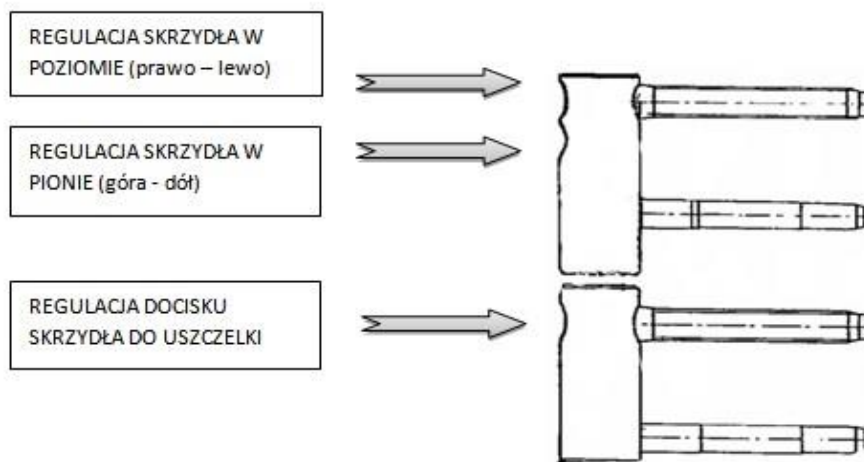 REGULACJA SKRZYDŁA W
POZIOMIE (prawo – lewo)
REGULACJA SKRZYDŁA W
PIONIE (góra - dół)
REGULACJA DOCISKU
SKRZYDŁA DO USZCZELKI